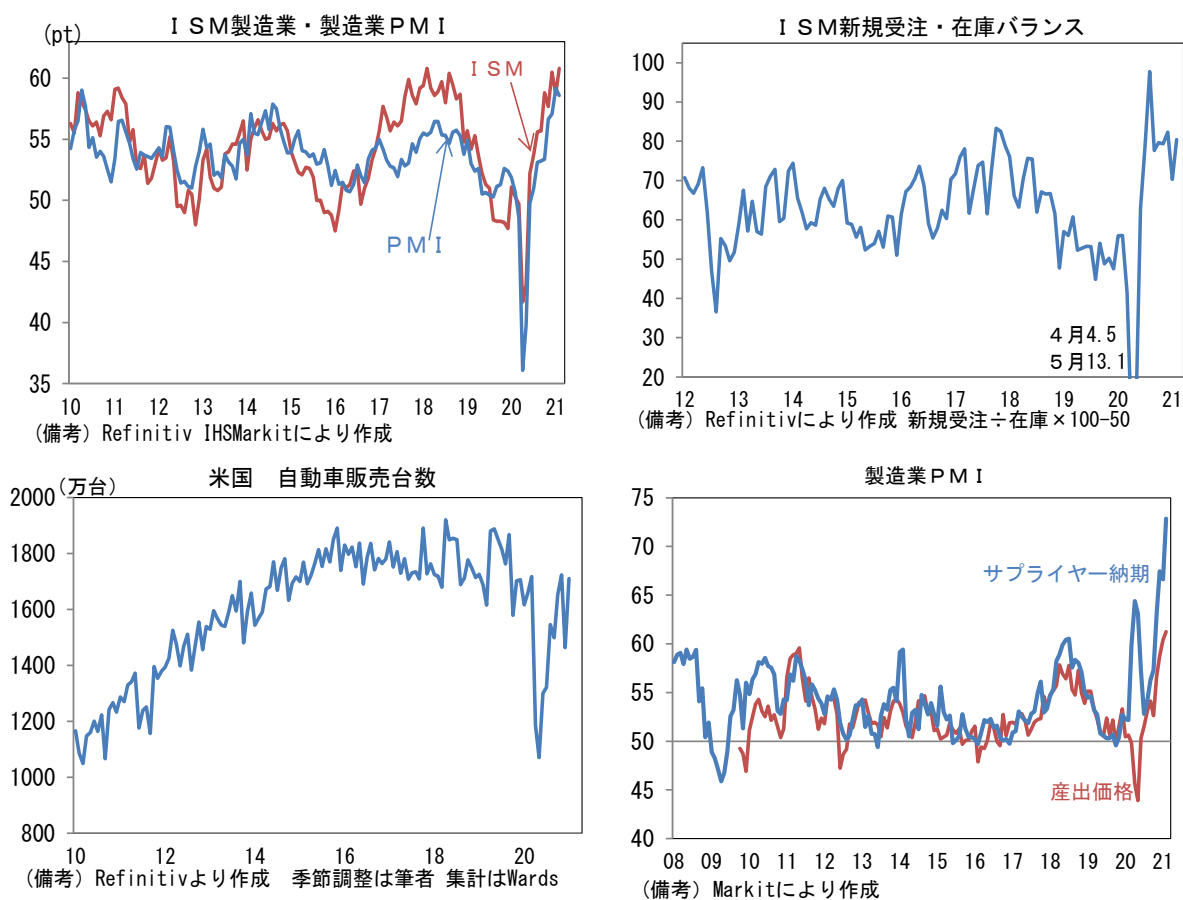 ＩＳＭ製造業・製造業ＰＭＩ
(pt)
60
55
50
45
40
35
ＩＳＭ
ＰＭＩ
10 11 12 13 14 15 16 17 18 19 20 21
(備考) Refinitiv IHSMarkitにより作成
ＩＳＭ新規受注・在庫バランス
100
90
80
70
60
50
40
30
20
４月4.5
５月13.1
12 13 14 15 16 17 18 19 20 21
(備考) Refinitivにより作成 新規受注÷在庫×100-50
米国　自動車販売台数
(万台)
2000
1800
1600
1400
1200
1000
800
10 12 14 16 18 20
(備考) Refinitivより作成　季節調整は筆者 集計はWards
製造業ＰＭＩ
75
70
65
60
55
50
45
40
サプライヤー納期
産出価格
08 09 10 11 12 13 14 15 16 17 18 19 20 21
(備考) Markitにより作成